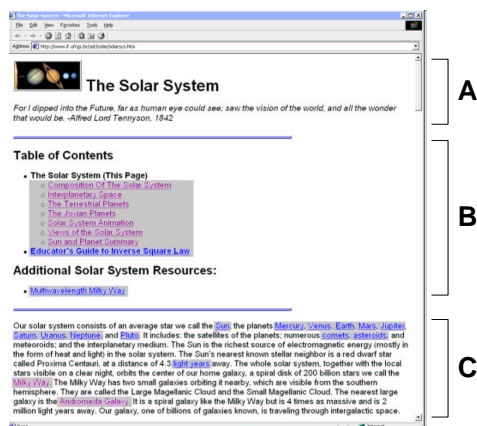 The Solar System - Microsoft Internet Explorer
File Edit View Favorites Tools Help
Address http://www.if.ufrgs.br/ast/solar/solarsys.htm
The Solar System
For I dipped into the Future, far as human eye could see; saw the vision of the world, and all the wonder
that would be. -Alfred Lord Tennyson, 1842
Table of Contents
The Solar System (This Page)
Composition Of The Solar System
Interplanetary Space
The Terrestrial Planets
The Jovian Planets
Solar System Animation
Views of the Solar System
Sun and Planet Summary
Educator's Guide to Inverse Square Law
Additional Solar System Resources:
Multiwavelength Milky Way
Our solar system consists of an average star we call the Sun, the planets Mercury, Venus, Earth, Mars, Jupiter,
Saturn, Uranus, Neptune, and Pluto. It includes: the satellites of the planets; numerous comets, asteroids, and
meteoroids; and the interplanetary medium. The Sun is the richest source of electromagnetic energy (mostly in
the form of heat and light) in the solar system. The Sun's nearest known stellar neighbor is a red dwarf star
called Proxima Centauri, at a distance of 4.3 light years away. The whole solar system, together with the local
stars visible on a clear night, orbits the center of our home galaxy, a spiral disk of 200 billion stars we call the
Milky Way. The Milky Way has two small galaxies orbiting it nearby, which are visible from the southern
hemisphere. They are called the Large Magellanic Cloud and the Small Magellanic Cloud. The nearest large
galaxy is the Andromeda Galaxy. It is a spiral galaxy like the Milky Way but is 4 times as massive and is 2
million light years away. Our galaxy, one of billions of galaxies known, is traveling through intergalactic space.
A
B
C